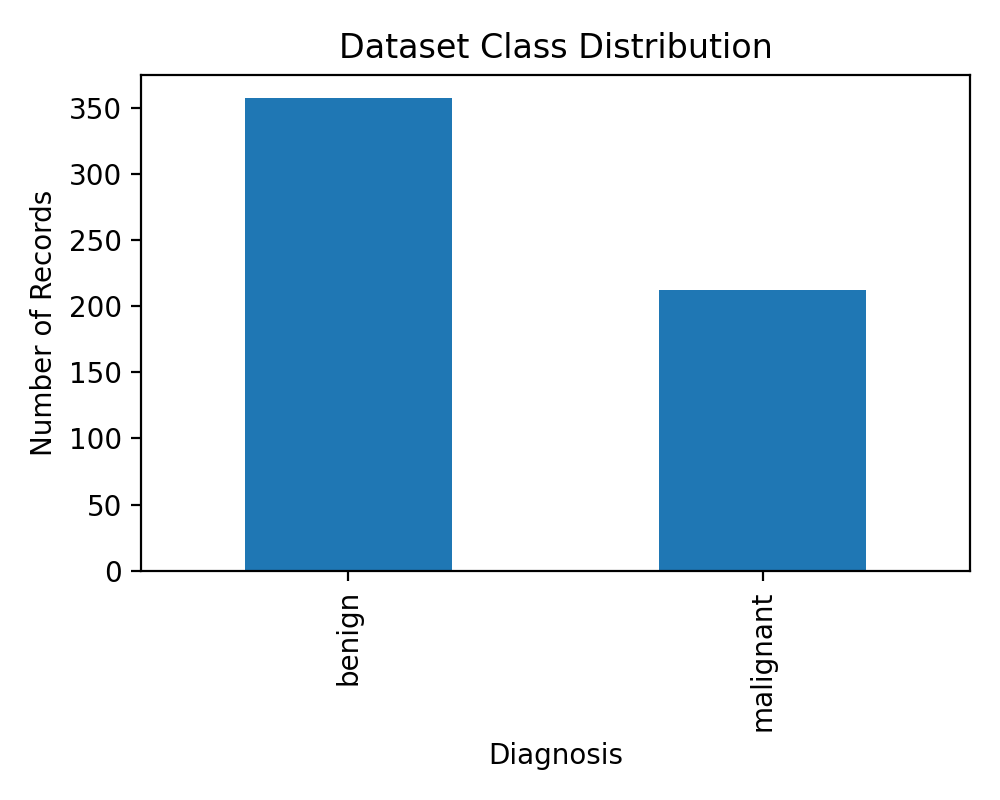 Dataset Class Distribution
Number of Records
350
300
250
200
150
100
50
0
benign
malignant
Diagnosis